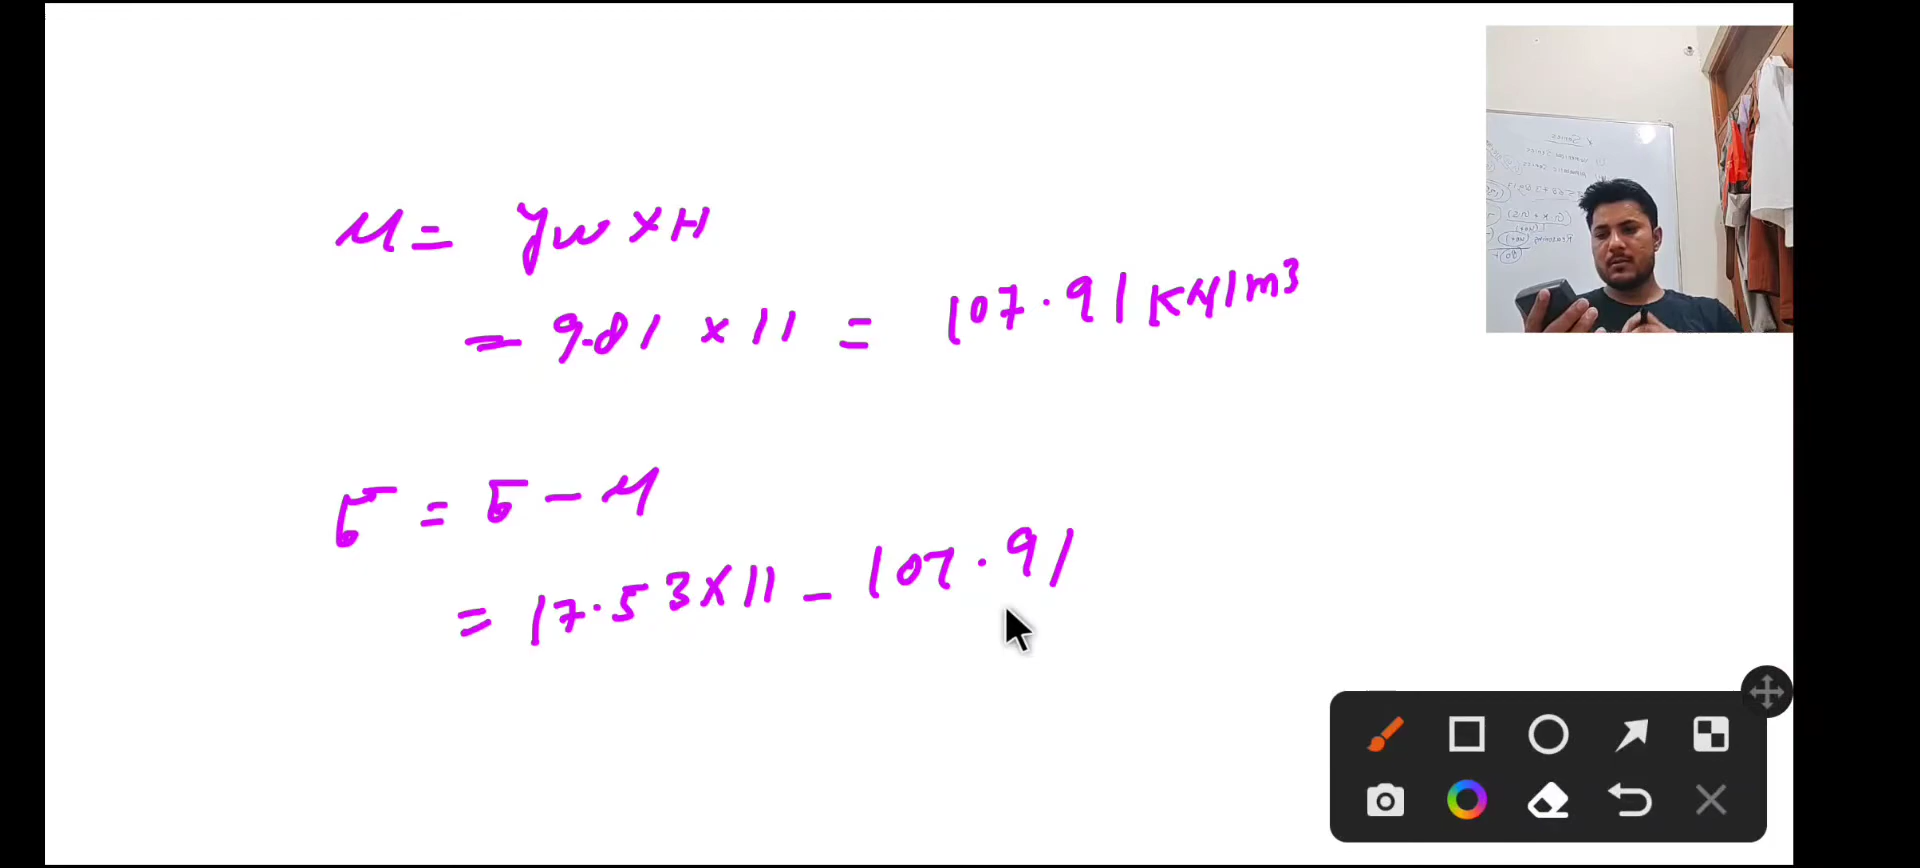 μ = γw × H
= 9.81 × 11 = 107.91 KN/m3
σ̄ = σ - μ
= 17.53 × 11 - 107.91